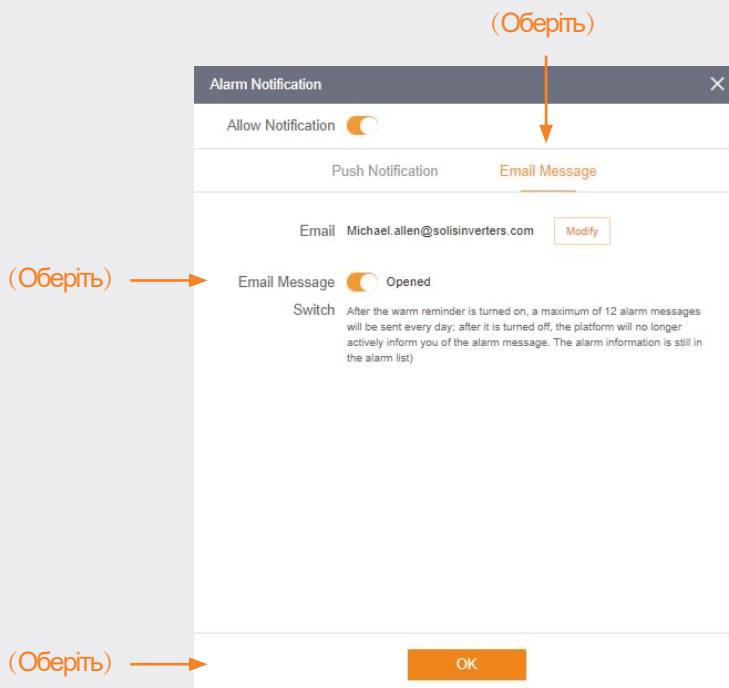 (Оберіть)
Alarm Notification
Allow Notification
Push Notification Email Message
Email Michael.allen@solisinverters.com Modify
(Оберіть) Email Message Opened
Switch After the warm reminder is turned on, a maximum of 12 alarm messages
will be sent every day; after it is turned off, the platform will no longer
actively inform you of the alarm message. The alarm information is still in
the alarm list)
(Оберіть) OK